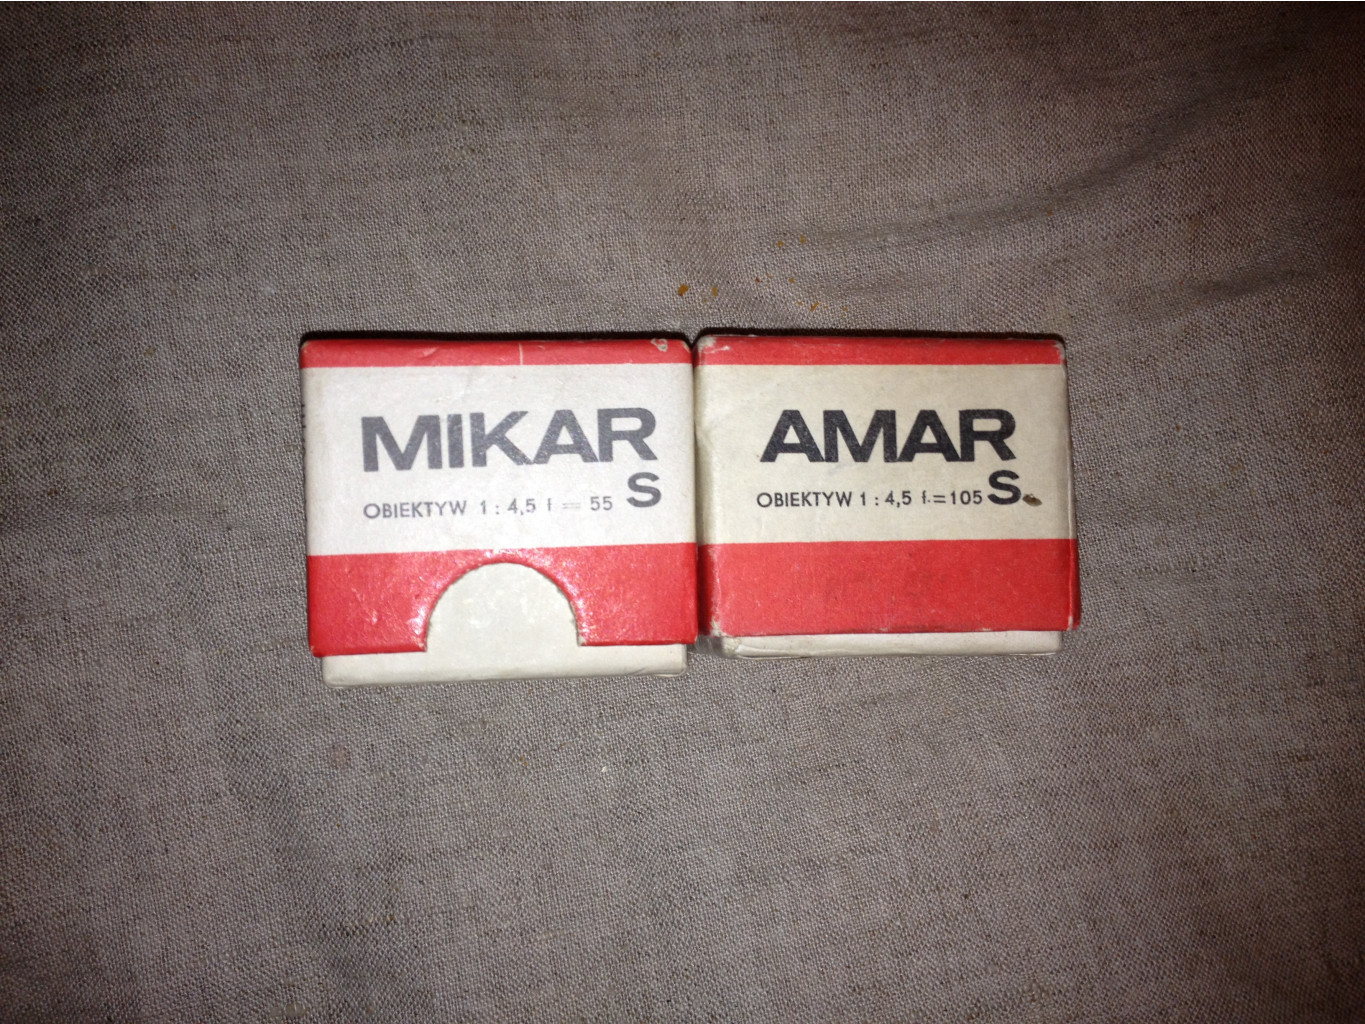 MIKAR
S
OBIEKTYW 1 : 4,5 f = 55
AMAR
S
OBIEKTYW 1 : 4,5 f = 105